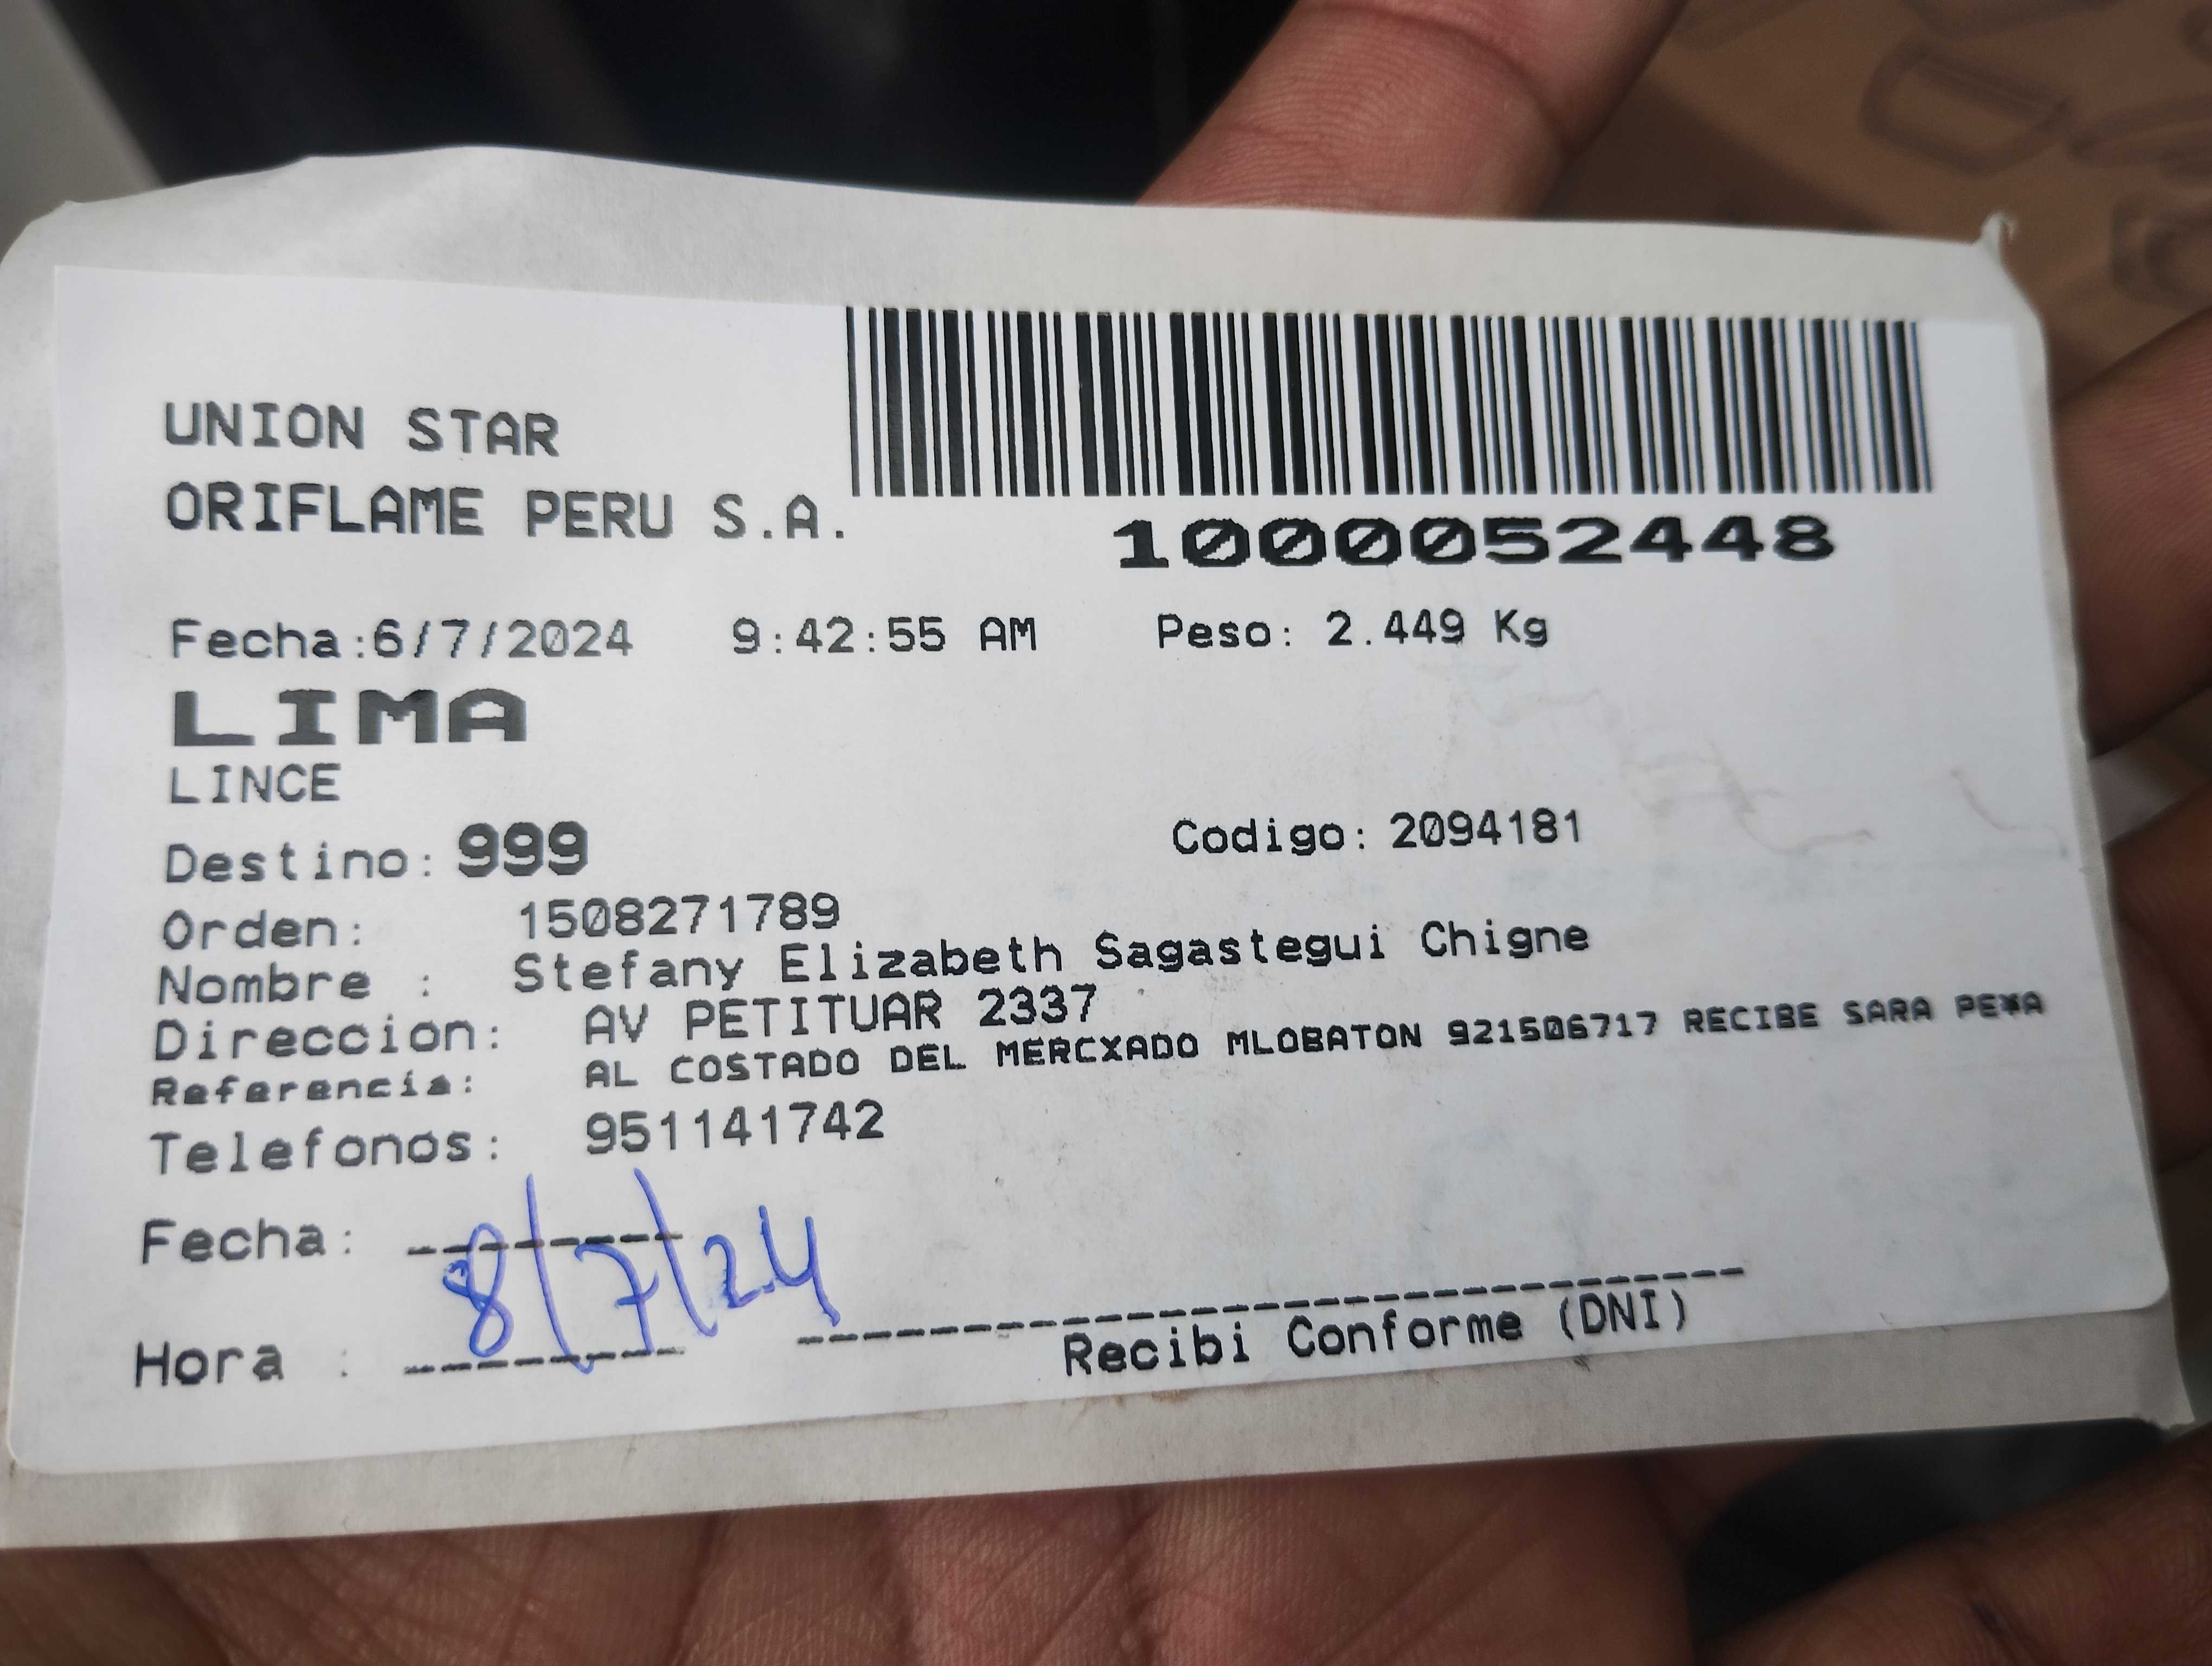 UNION STAR
ORIFLAME PERU S.A.
1000052448
Fecha:6/7/2024 9:42:55 AM Peso: 2.449 Kg
LIMA
LINCE
Destino: 999 Codigo: 2094181
Orden: 1508271789
Nombre : Stefany Elizabeth Sagastegui Chigne
Direccion: AV PETITUAR 2337
Referencia: AL COSTADO DEL MERCXADO MLOBATON 921506717 RECIBE SARA PE¥A
Telefonos: 951141742
Fecha: 8/7/24
Hora :
Recibi Conforme (DNI)